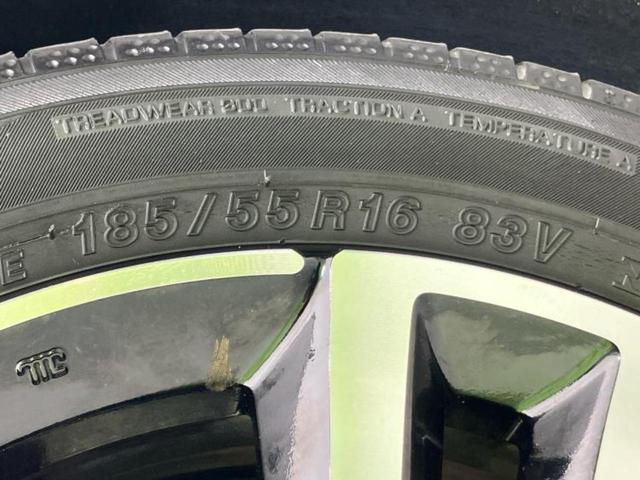 TREADWEAR 300 TRACTION A TEMPERATURE A
185/55R16 83V